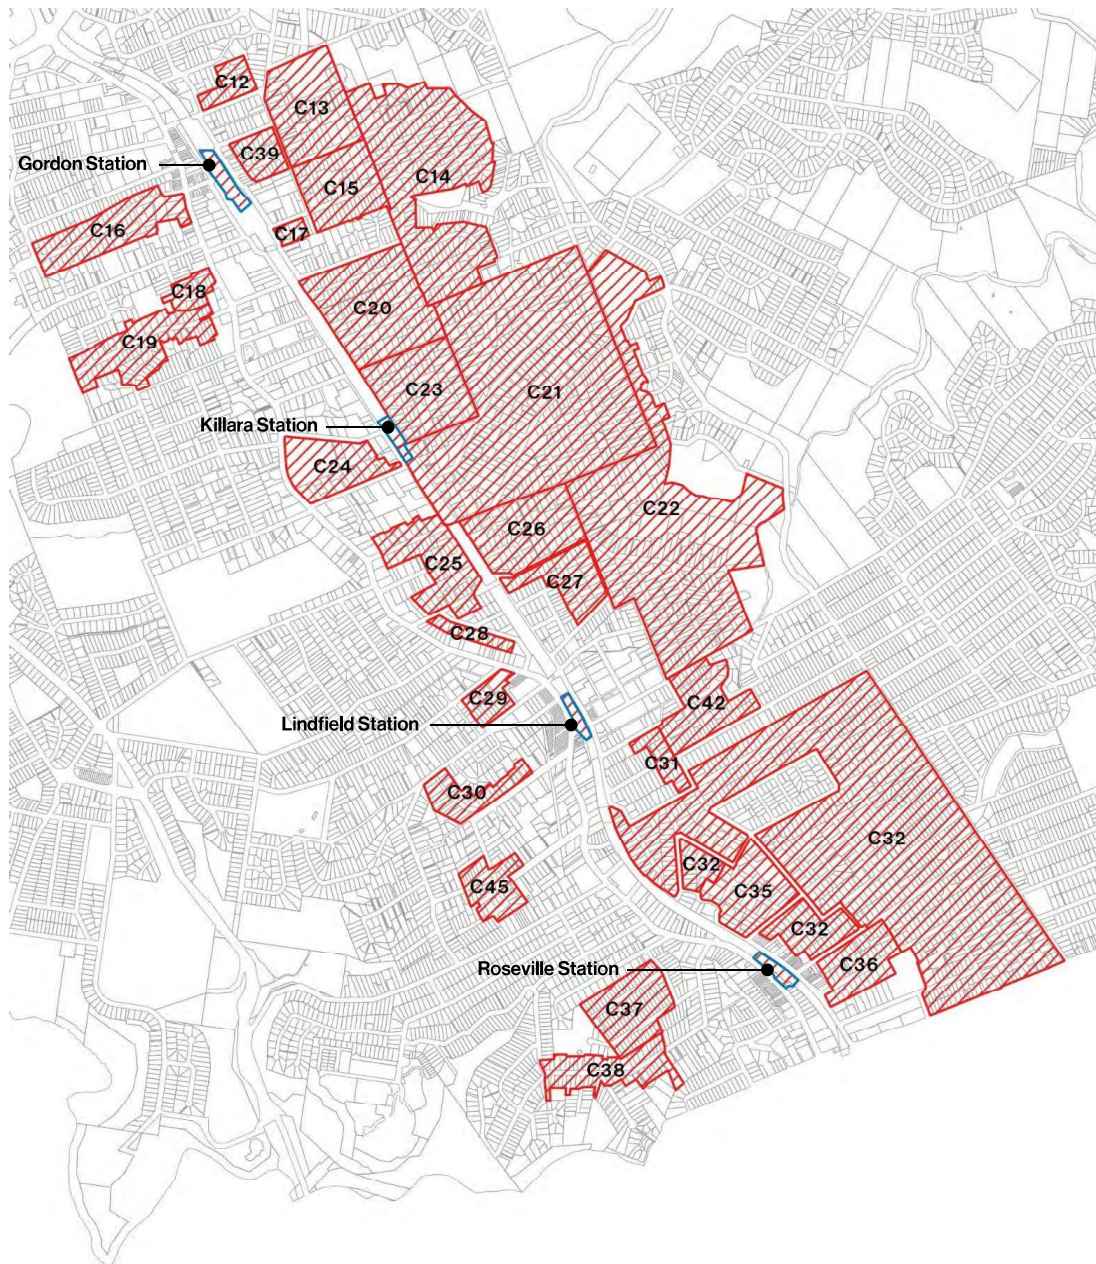 C12
C13
C39
Gordon Station
C15
C14
C16
C17
C18
C20
C19
C23
C21
Killara Station
C24
C22
C26
C25
C27
C28
C29
C42
Lindfield Station
C31
C30
C32
C32
C45
C35
C32
C36
Roseville Station
C37
C38